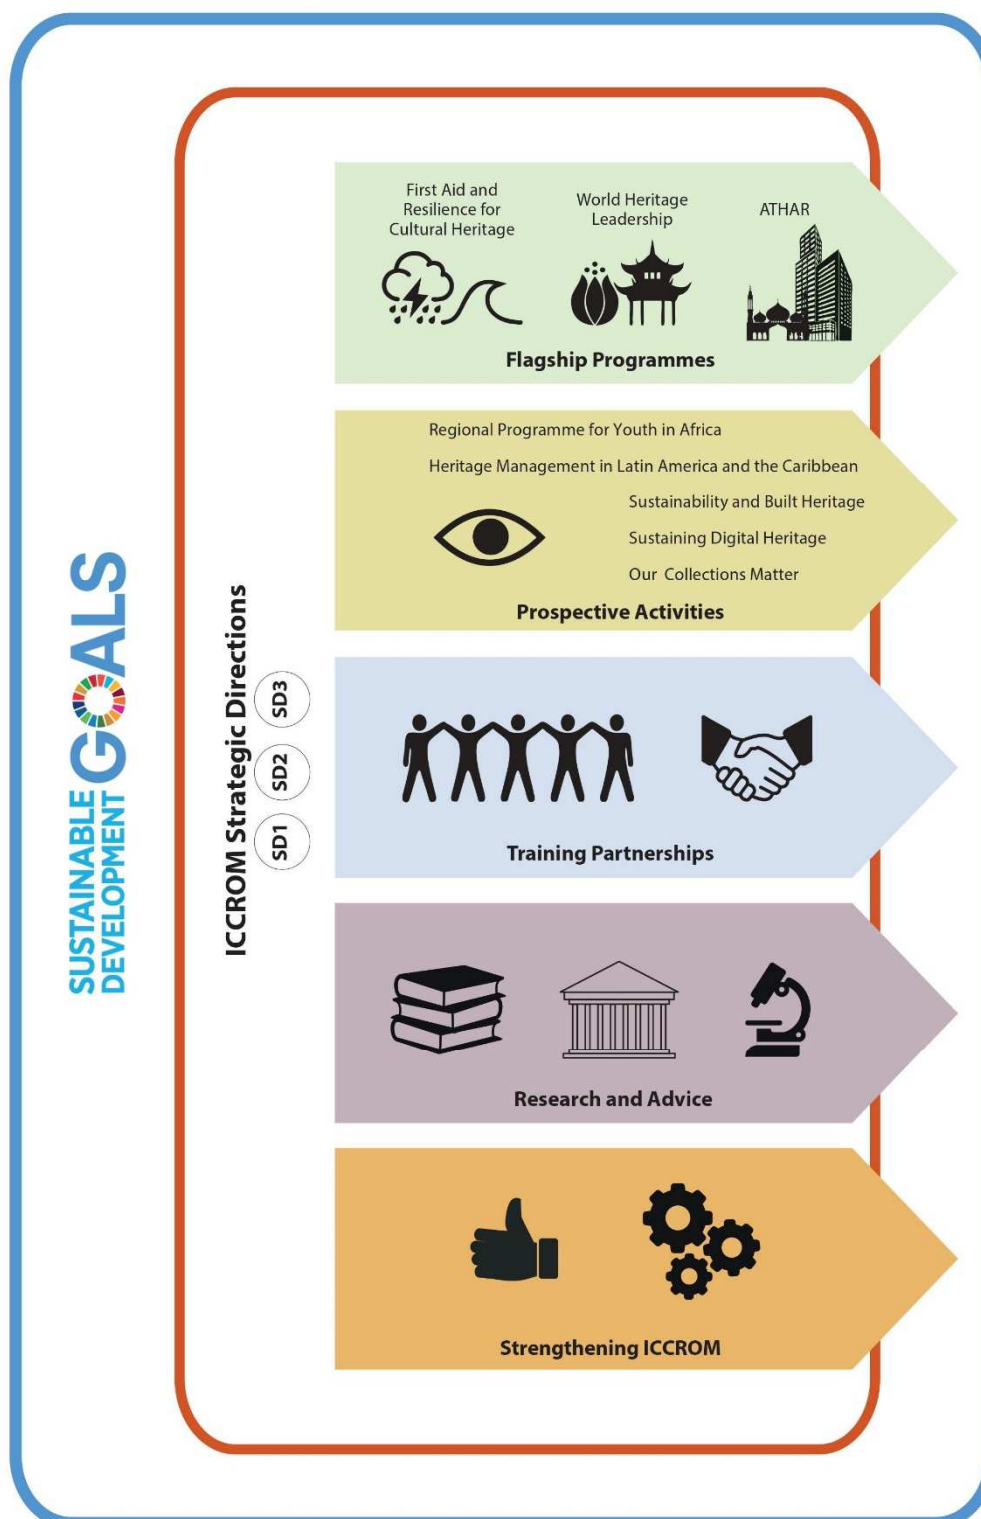 SUSTAINABLE
DEVELOPMENT
GOALS
ICCROM Strategic Directions
SD1
SD2
SD3
First Aid and
Resilience for
Cultural Heritage
World Heritage
Leadership
ATHAR
Flagship Programmes
Regional Programme for Youth in Africa
Heritage Management in Latin America and the Caribbean
Sustainability and Built Heritage
Sustaining Digital Heritage
Our Collections Matter
Prospective Activities
Training Partnerships
Research and Advice
Strengthening ICCROM